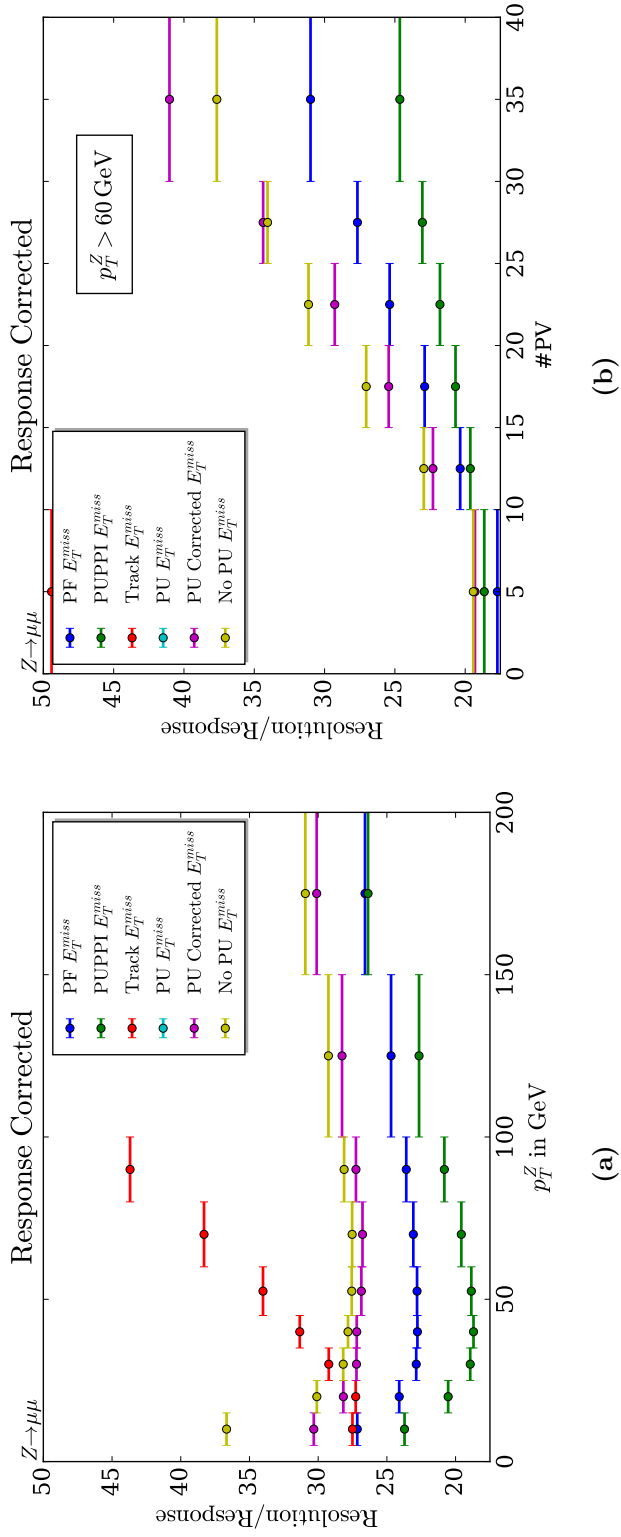 Z→μμ
Response Corrected
Resolution/Response
50
45
40
35
30
25
20
PF E_T^{miss}
PUPPI E_T^{miss}
Track E_T^{miss}
PU E_T^{miss}
PU Corrected E_T^{miss}
No PU E_T^{miss}
0
50
100
150
200
p_T^Z in GeV
(a)
Z→μμ
Response Corrected
Resolution/Response
50
45
40
35
30
25
20
PF E_T^{miss}
PUPPI E_T^{miss}
Track E_T^{miss}
PU E_T^{miss}
PU Corrected E_T^{miss}
No PU E_T^{miss}
p_T^Z > 60 GeV
0
5
10
15
20
25
30
35
40
#PV
(b)